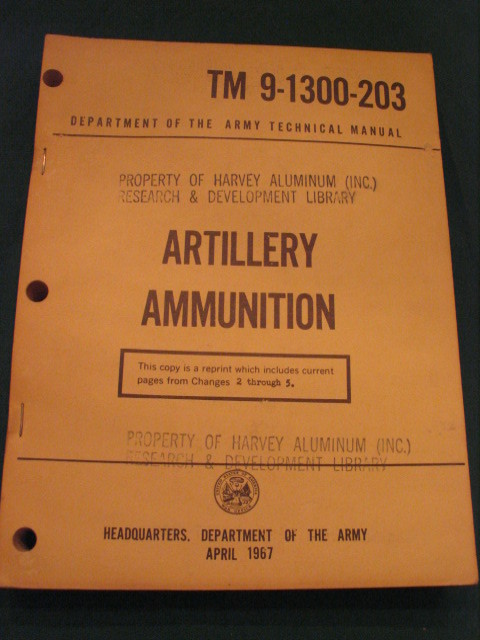 TM 9-1300-203
DEPARTMENT OF THE ARMY TECHNICAL MANUAL
PROPERTY OF HARVEY ALUMINUM (INC.)
RESEARCH & DEVELOPMENT LIBRARY
ARTILLERY
AMMUNITION
This copy is a reprint which includes current
pages from Changes 2 through 5.
PROPERTY OF HARVEY ALUMINUM (INC.)
RESEARCH & DEVELOPMENT LIBRARY
HEADQUARTERS, DEPARTMENT OF THE ARMY
APRIL 1967